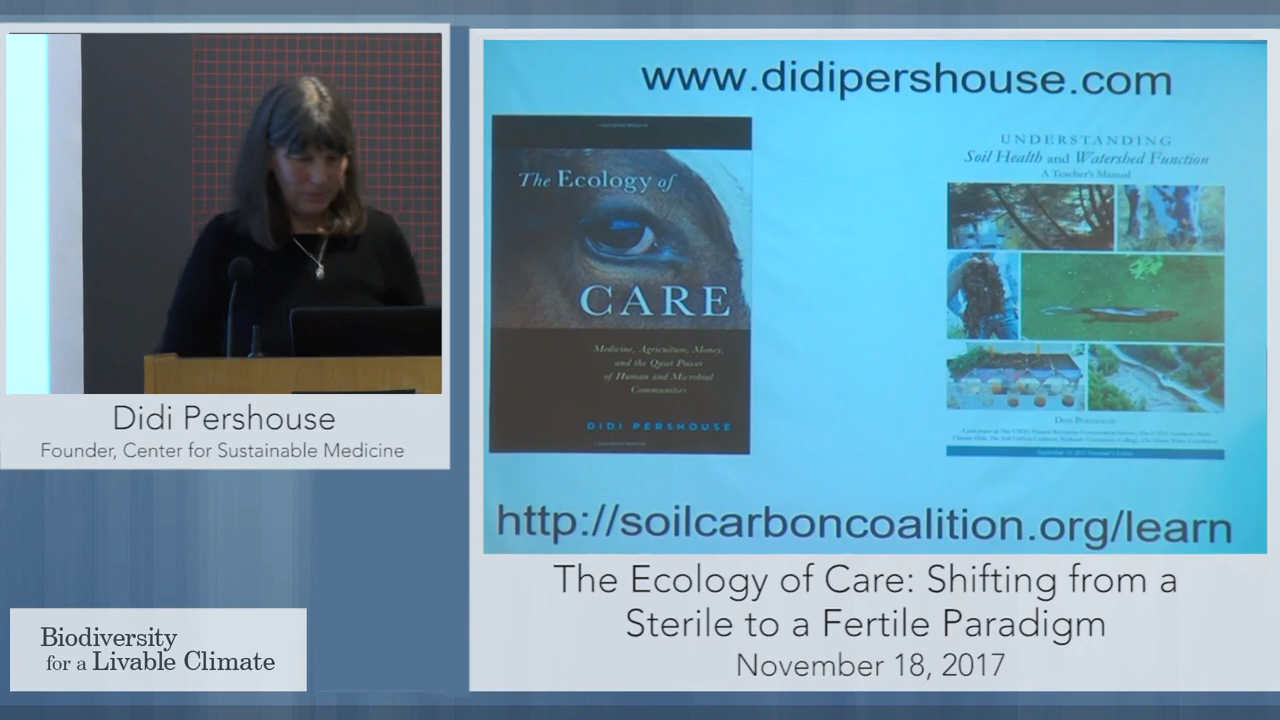 Didi Pershouse
Founder, Center for Sustainable Medicine
Biodiversity
for a Livable Climate
www.didipershouse.com
The Ecology of
CARE
Medicine, Agriculture, Money,
and the Quiet Power
of Human and Microbial
Communities
DIDI PERSHOUSE
UNDERSTANDING
Soil Health and Watershed Function
A Teacher's Manual
DIDI PERSHOUSE
http://soilcarboncoalition.org/learn
The Ecology of Care: Shifting from a
Sterile to a Fertile Paradigm
November 18, 2017